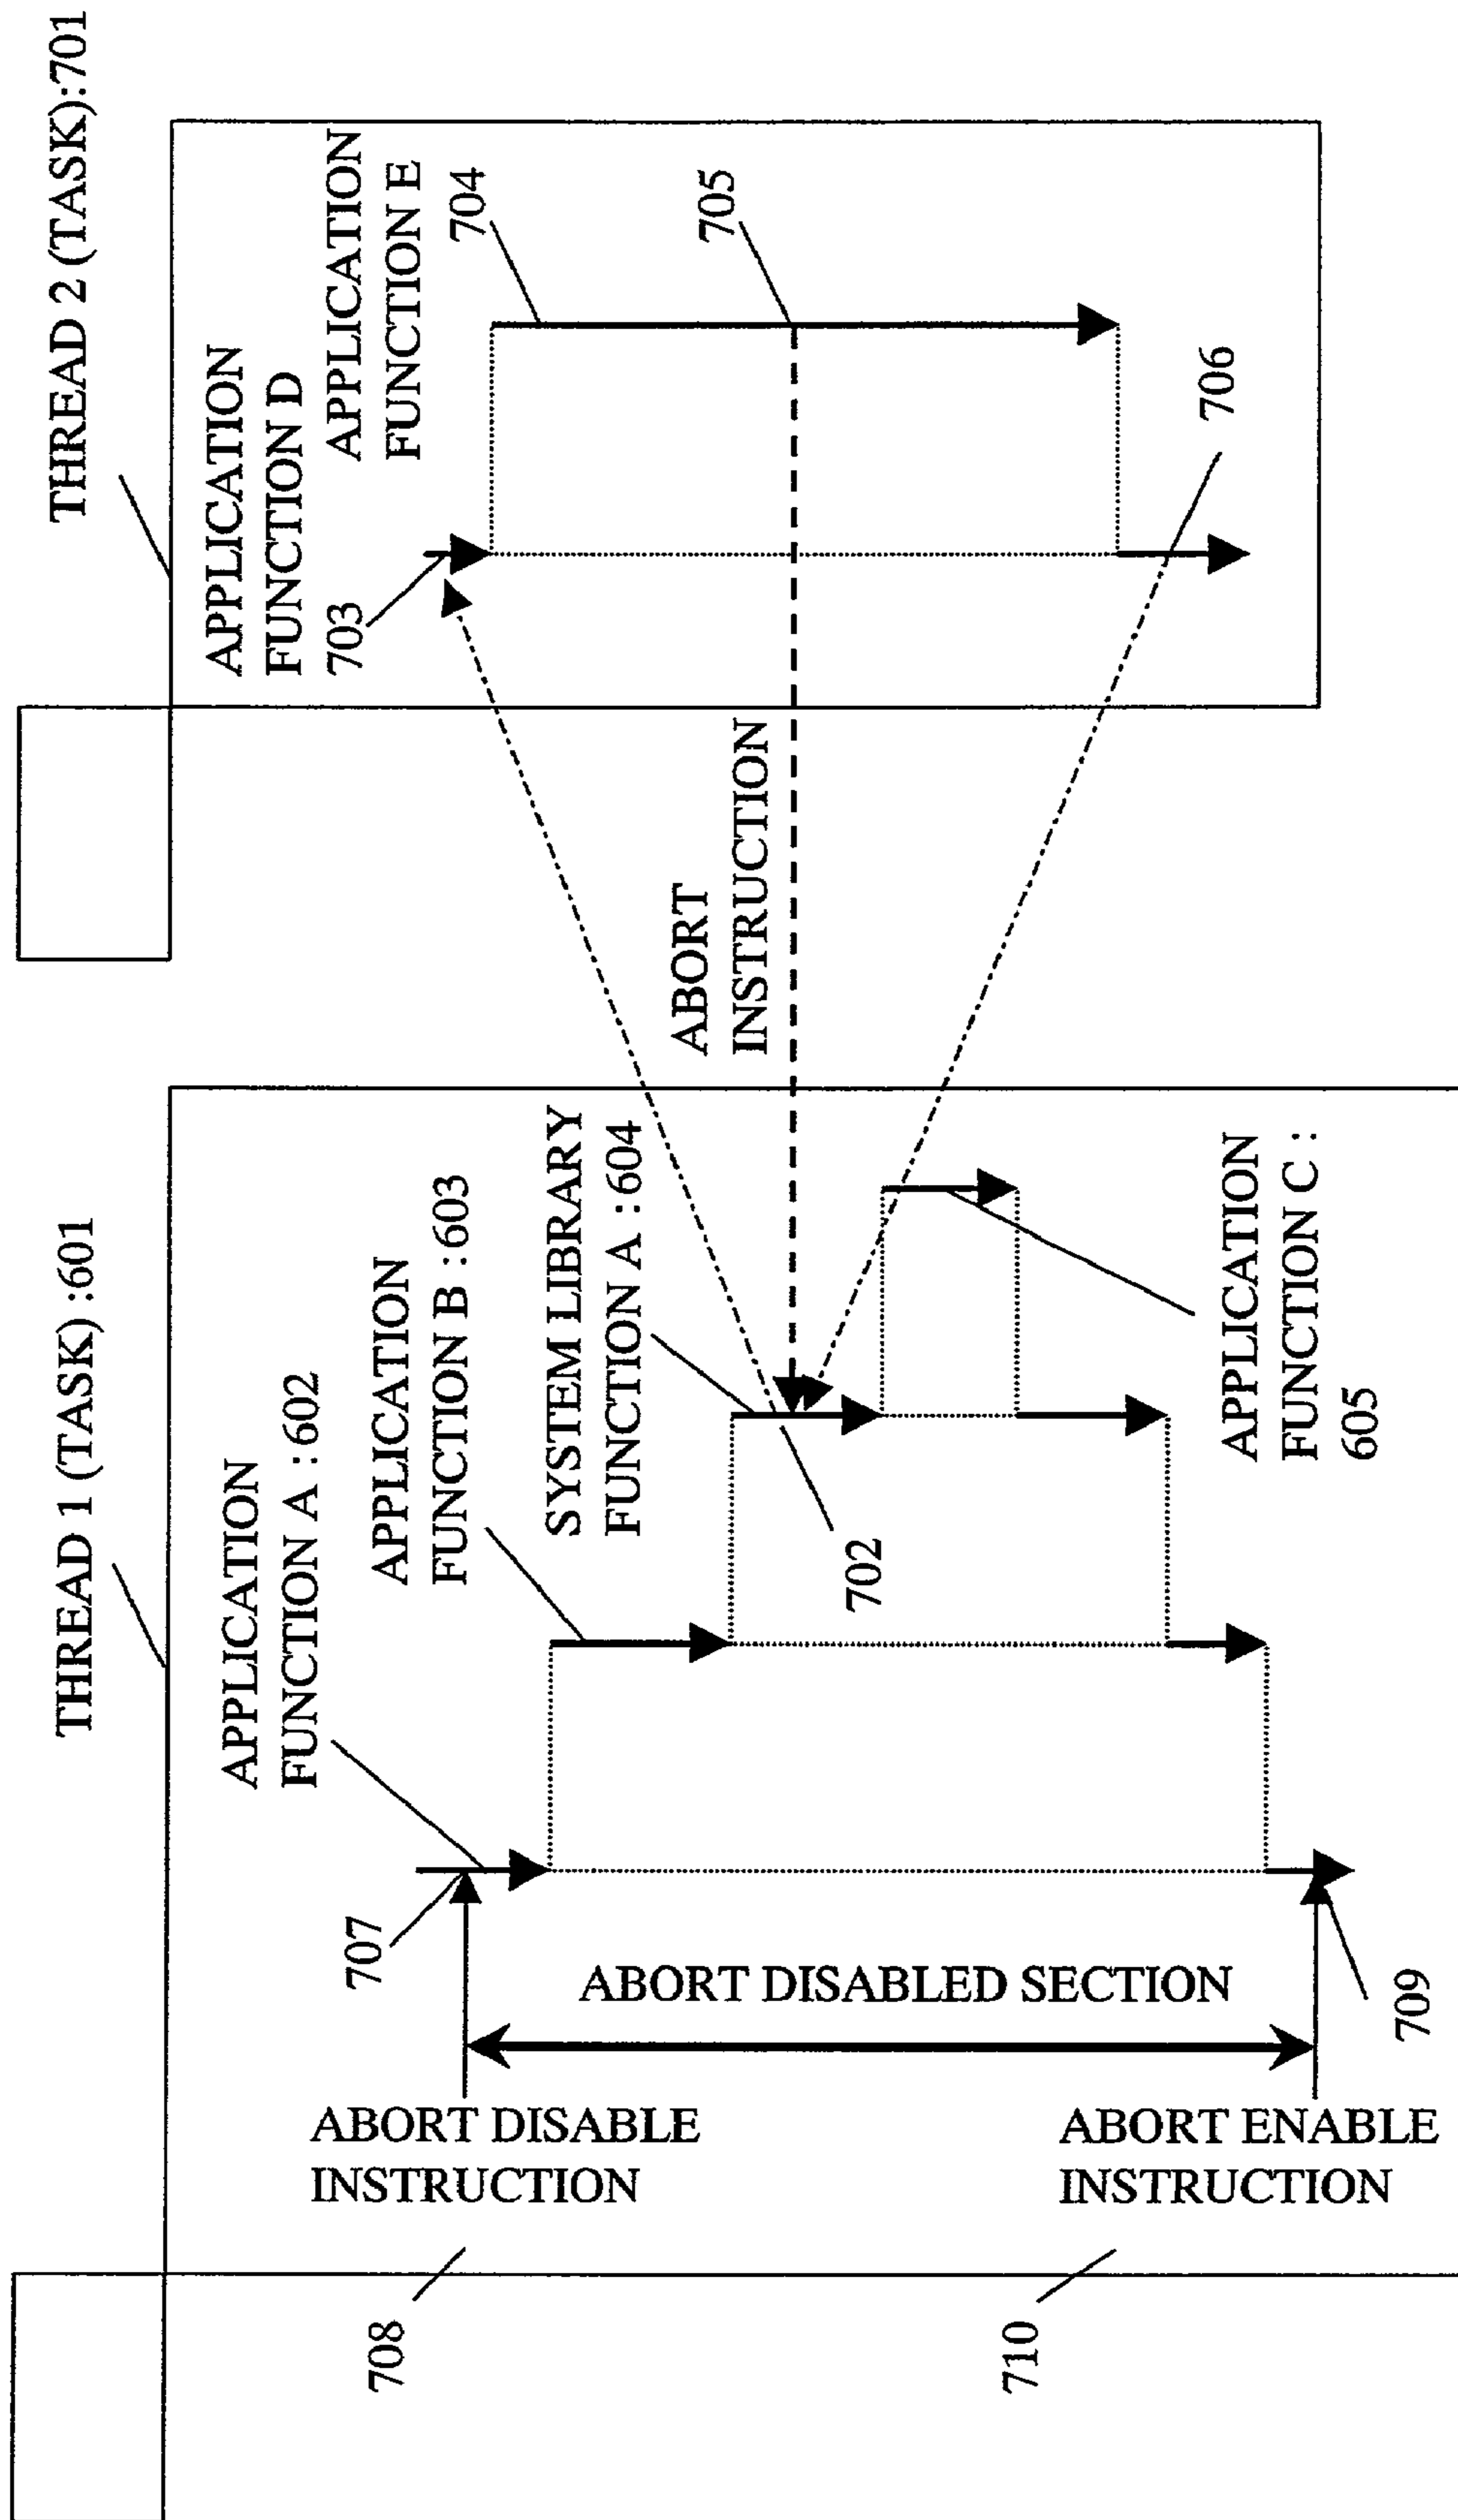 THREAD 1 (TASK) :601
APPLICATION
FUNCTION A : 602
APPLICATION
FUNCTION B :603
SYSTEM LIBRARY
FUNCTION A : 604
702
APPLICATION
FUNCTION C :
605
707
ABORT DISABLED SECTION
709
ABORT DISABLE
INSTRUCTION
ABORT ENABLE
INSTRUCTION
708
710
ABORT
INSTRUCTION
THREAD 2 (TASK):701
APPLICATION
FUNCTION D
703
APPLICATION
FUNCTION E
704
705
706